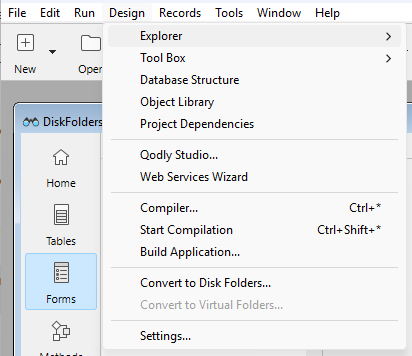 File Edit Run Design Records Tools Window Help
New
Open
Explorer
Tool Box
Database Structure
Object Library
Project Dependencies
Qodly Studio...
Web Services Wizard
Compiler... Ctrl+*
Start Compilation Ctrl+Shift+*
Build Application...
Convert to Disk Folders...
Convert to Virtual Folders...
Settings...
DiskFolders
Home
Tables
Forms
Methods